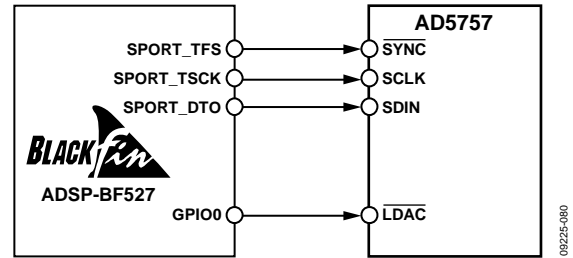 AD5757
SPORT_TFS
SYNC
SPORT_TSCK
SCLK
SPORT_DTO
SDIN
BLACKfin
ADSP-BF527
GPIO0
LDAC
09225-080